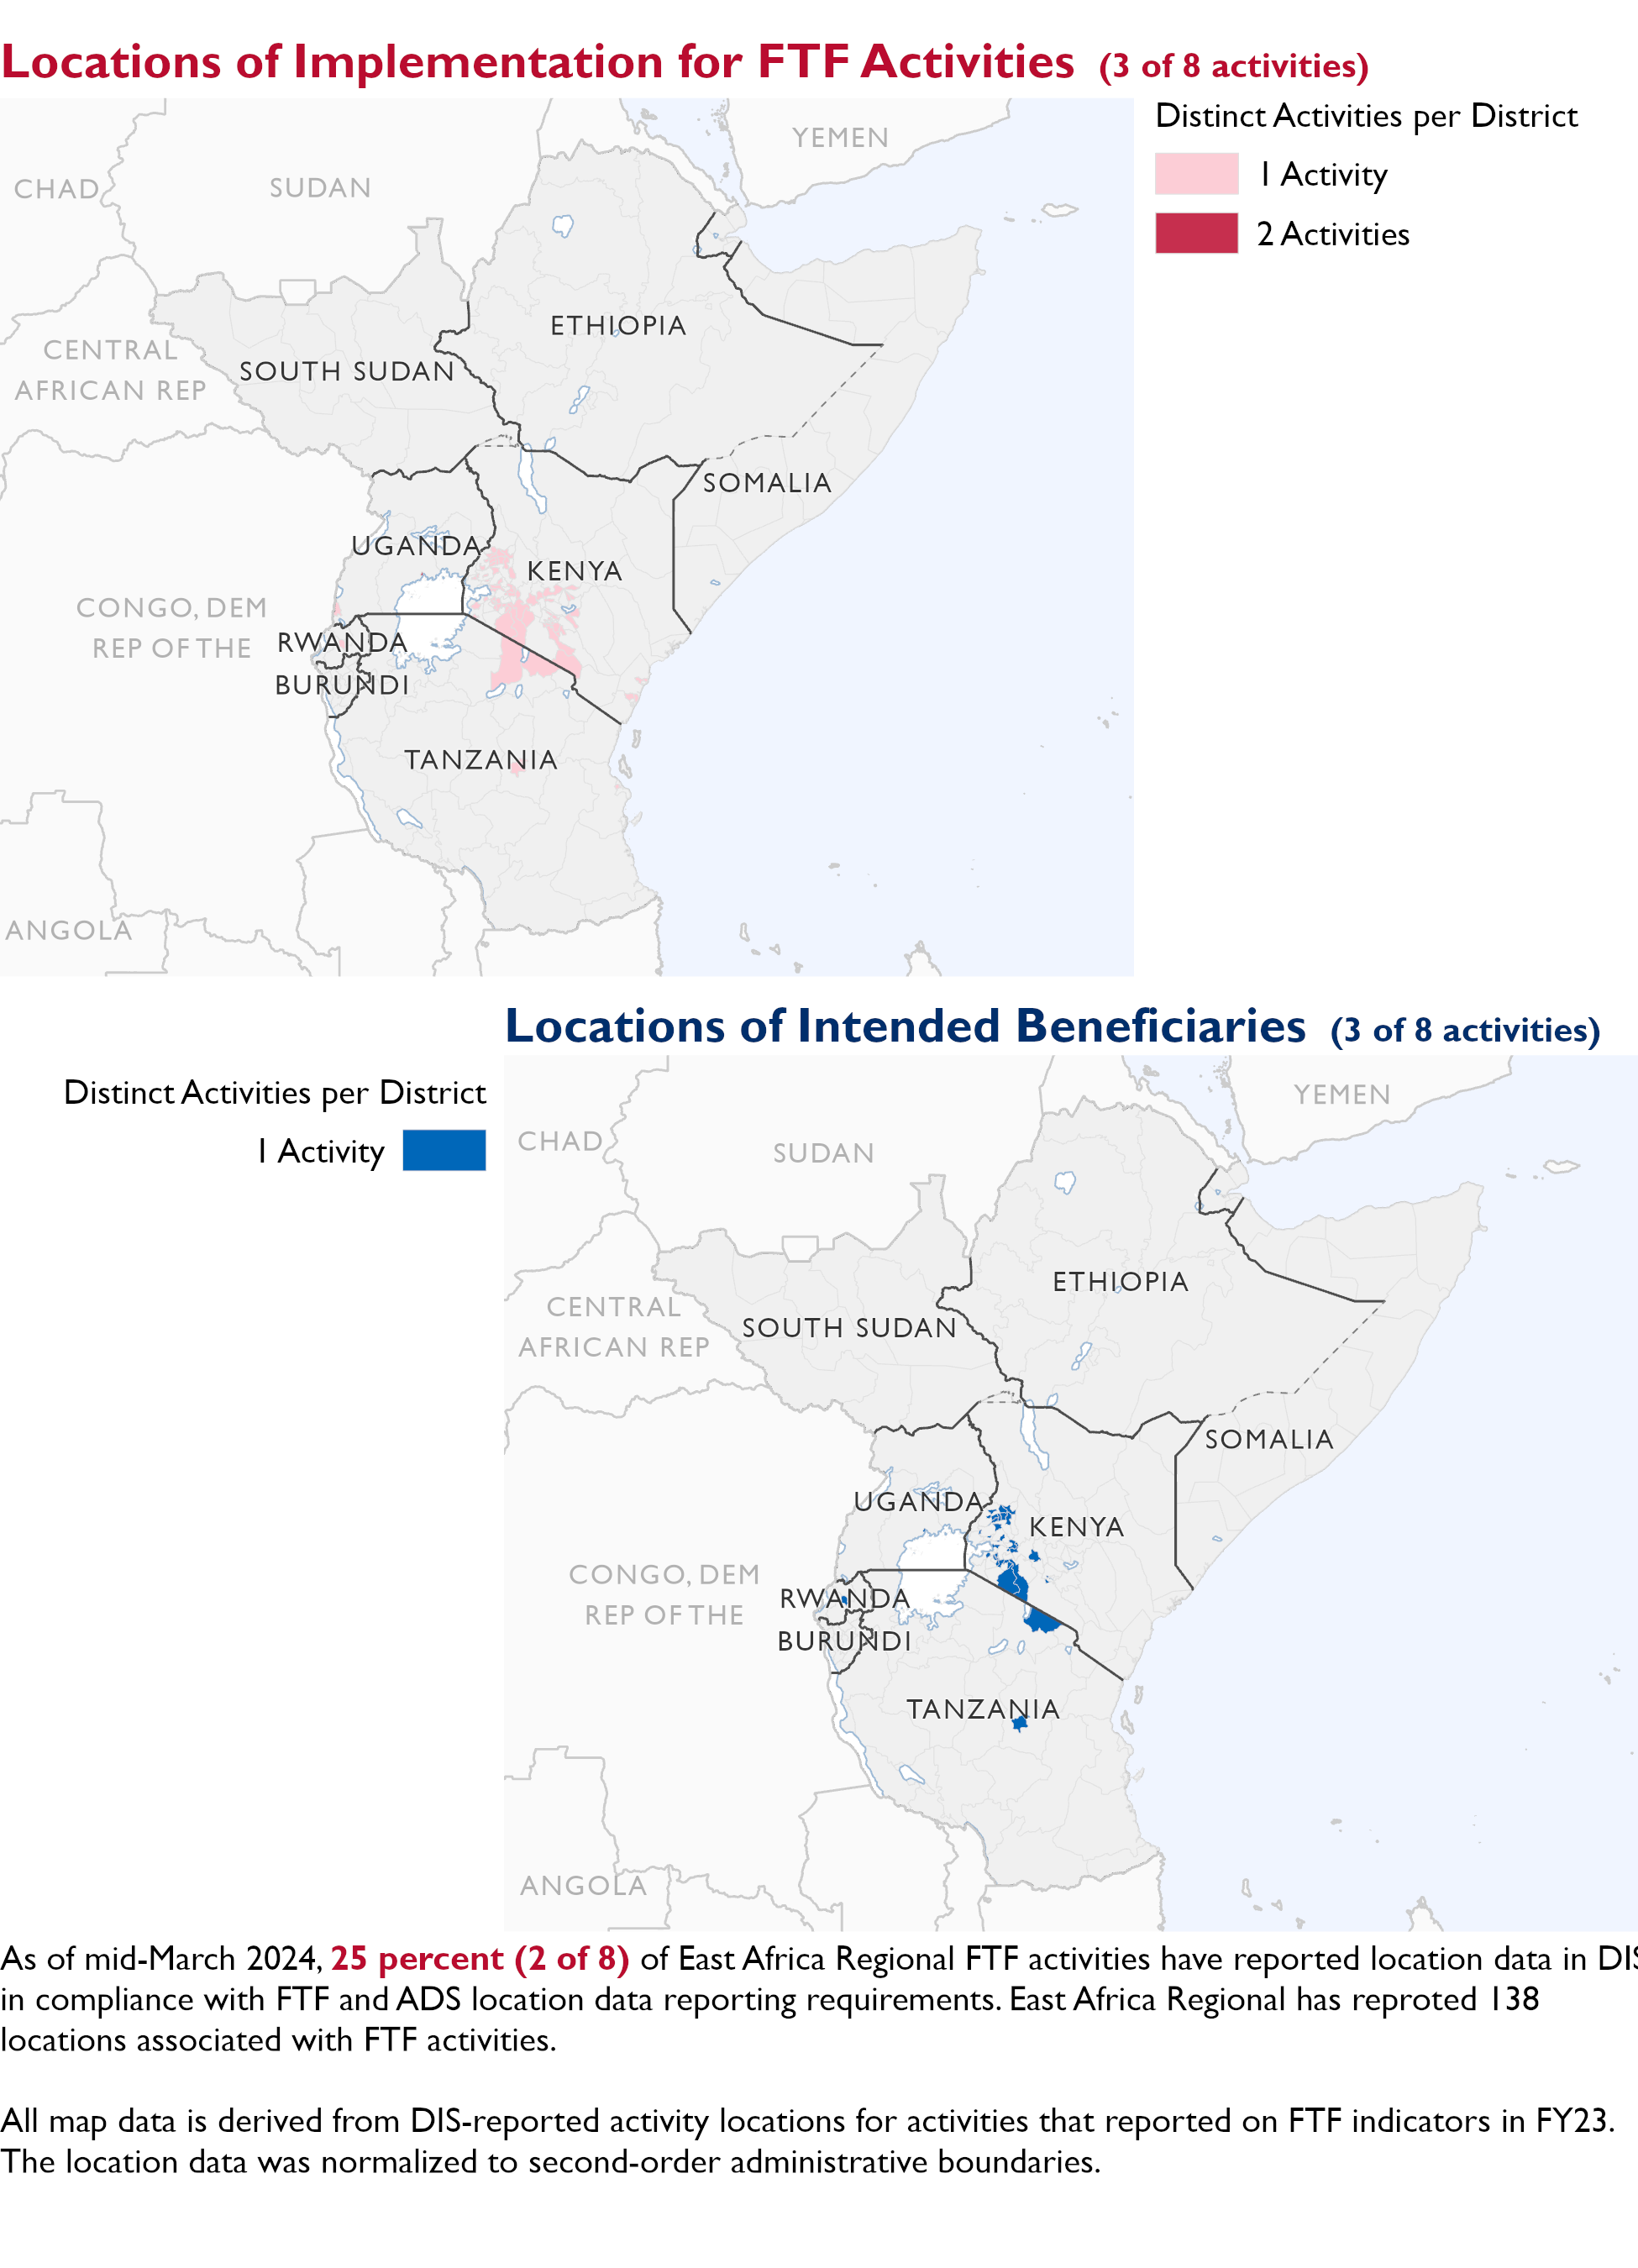 Locations of Implementation for FTF Activities (3 of 8 activities)
Distinct Activities per District
1 Activity
2 Activities
YEMEN
CHAD
SUDAN
ETHIOPIA
CENTRAL
AFRICAN REP
SOUTH SUDAN
SOMALIA
UGANDA
KENYA
CONGO, DEM
REP OF THE
RWANDA
BURUNDI
TANZANIA
ANGOLA
Locations of Intended Beneficiaries (3 of 8 activities)
Distinct Activities per District
1 Activity
YEMEN
CHAD
SUDAN
ETHIOPIA
CENTRAL
AFRICAN REP
SOUTH SUDAN
SOMALIA
UGANDA
KENYA
CONGO, DEM
REP OF THE
RWANDA
BURUNDI
TANZANIA
ANGOLA
As of mid-March 2024, 25 percent (2 of 8) of East Africa Regional FTF activities have reported location data in DIS
in compliance with FTF and ADS location data reporting requirements. East Africa Regional has reproted 138
locations associated with FTF activities.
All map data is derived from DIS-reported activity locations for activities that reported on FTF indicators in FY23.
The location data was normalized to second-order administrative boundaries.